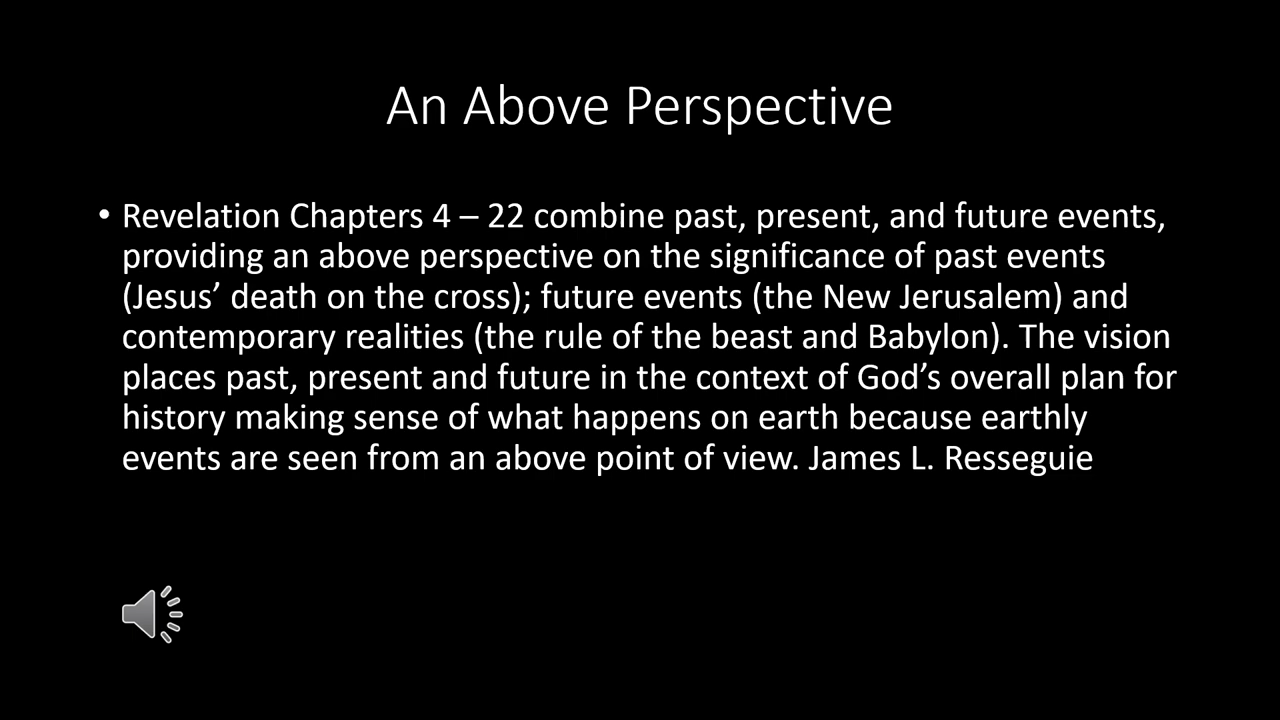 An Above Perspective
• Revelation Chapters 4 – 22 combine past, present, and future events,
providing an above perspective on the significance of past events
(Jesus’ death on the cross); future events (the New Jerusalem) and
contemporary realities (the rule of the beast and Babylon). The vision
places past, present and future in the context of God’s overall plan for
history making sense of what happens on earth because earthly
events are seen from an above point of view. James L. Resseguie